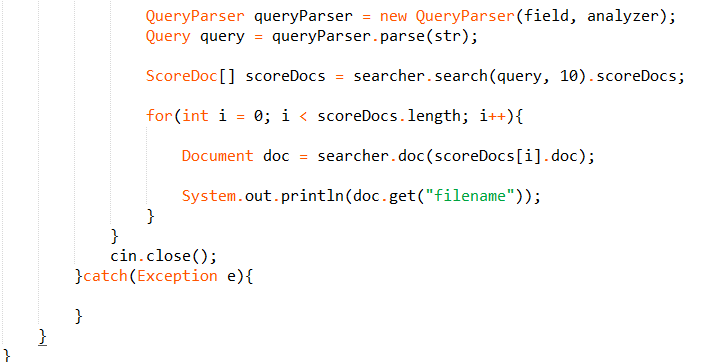 QueryParser queryParser = new QueryParser(field, analyzer);
Query query = queryParser.parse(str);
ScoreDoc[] scoreDocs = searcher.search(query, 10).scoreDocs;
for(int i = 0; i < scoreDocs.length; i++){
Document doc = searcher.doc(scoreDocs[i].doc);
System.out.println(doc.get("filename"));
}
}
cin.close();
}catch(Exception e){
}
}
}